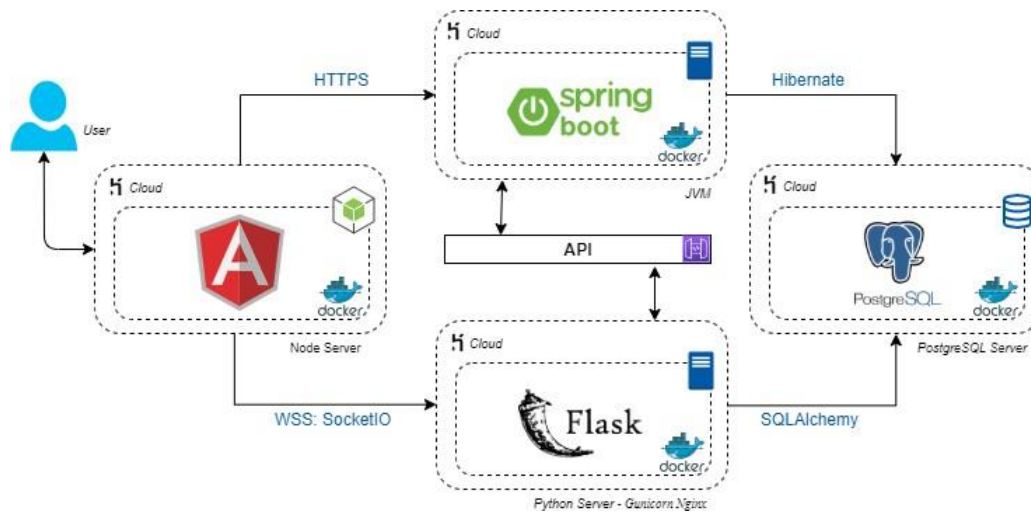 Cloud
HTTPS
Hibernate
spring
boot
docker
User
JVM
Cloud
Cloud
API
docker
Node Server
PostgreSQL
docker
PostgreSQL Server
Cloud
WSS: SocketIO
Flask
SQLAlchemy
docker
Python Server - Gunicorn Nginx